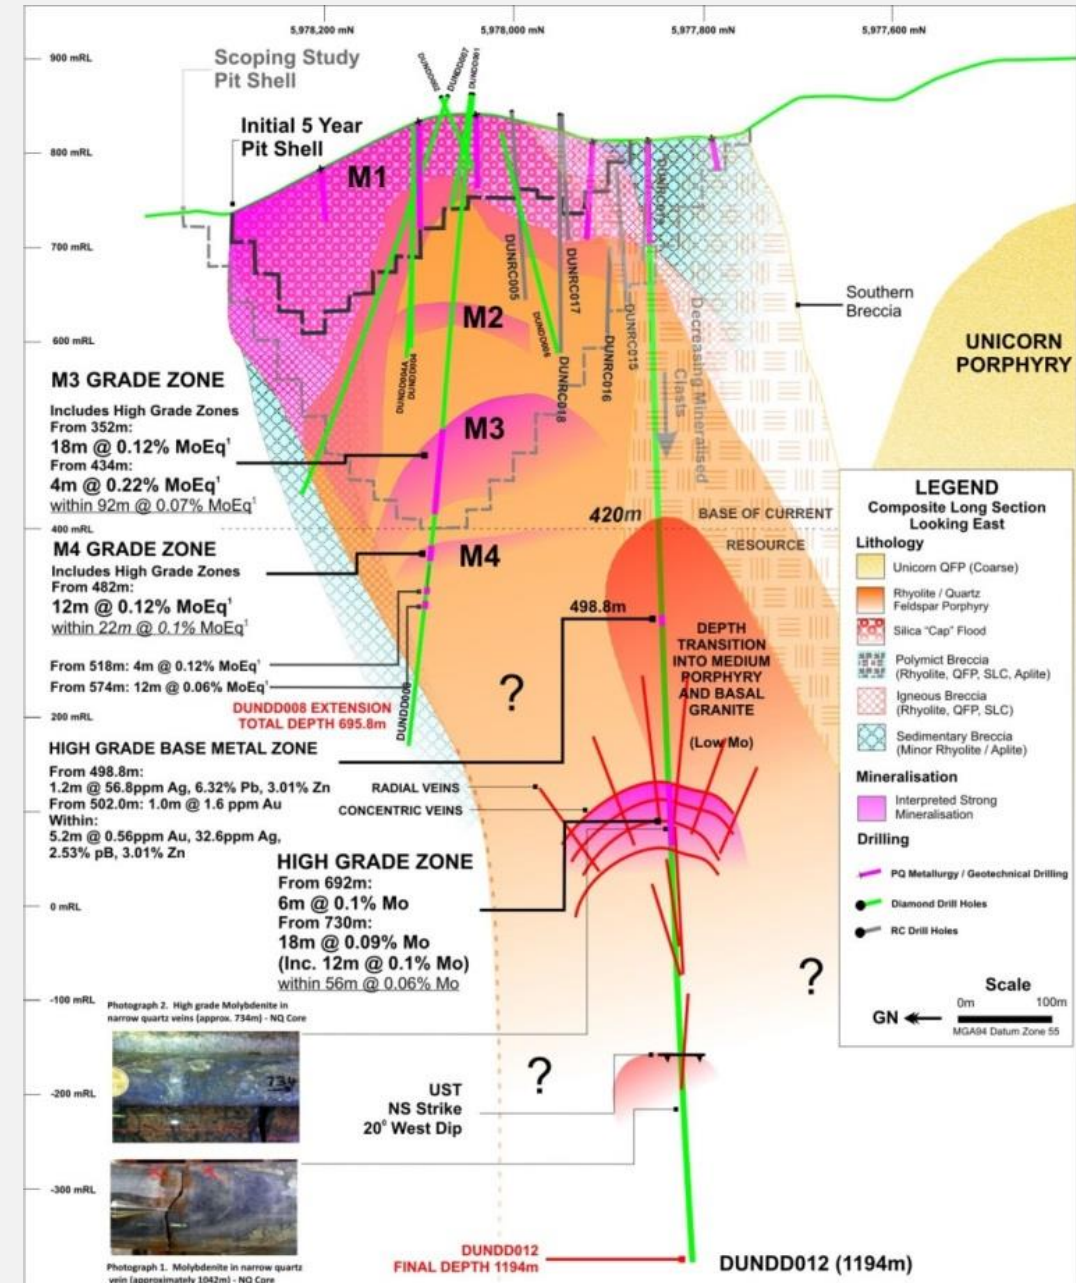 5,978,200 mN
5,978,000 mN
5,977,800 mN
5,977,600 mN
900 mRL
800 mRL
700 mRL
600 mRL
400 mRL
200 mRL
0 mRL
-100 mRL
-200 mRL
-300 mRL
Scoping Study
Pit Shell
Initial 5 Year
Pit Shell
DUNDD002
DUNDD007
DUNDD001
M1
M2
M3
M4
DUNRC005
DUNRC017
DUNDD004
DUNDD004A
DUNRC018
DUNRC016
DUNRC015
Decreasing Mineralised
Clasts
Southern
Breccia
UNICORN
PORPHYRY
M3 GRADE ZONE
Includes High Grade Zones
From 352m:
18m @ 0.12% MoEq¹
From 434m:
4m @ 0.22% MoEq¹
within 92m @ 0.07% MoEq¹
420m
BASE OF CURRENT
RESOURCE
M4 GRADE ZONE
Includes High Grade Zones
From 482m:
12m @ 0.12% MoEq¹
within 22m @ 0.1% MoEq¹
From 518m: 4m @ 0.12% MoEq¹
From 574m: 12m @ 0.06% MoEq¹
DUNDD008 EXTENSION
TOTAL DEPTH 695.8m
498.8m
DEPTH
TRANSITION
INTO MEDIUM
PORPHYRY
AND BASAL
GRANITE
(Low Mo)
?
HIGH GRADE BASE METAL ZONE
From 498.8m:
1.2m @ 56.8ppm Ag, 6.32% Pb, 3.01% Zn
From 502.0m: 1.0m @ 1.6 ppm Au
Within:
5.2m @ 0.56ppm Au, 32.6ppm Ag,
2.53% pB, 3.01% Zn
RADIAL VEINS
CONCENTRIC VEINS
HIGH GRADE ZONE
From 692m:
6m @ 0.1% Mo
From 730m:
18m @ 0.09% Mo
(Inc. 12m @ 0.1% Mo)
within 56m @ 0.06% Mo
?
Photograph 2. High grade Molybdenite in
narrow quartz veins (approx. 734m) - NQ Core
734
?
UST
NS Strike
20° West Dip
Photograph 1. Molybdenite in narrow quartz
vein (approximately 1042m) - NQ Core
DUNDD012
FINAL DEPTH 1194m
DUNDD012 (1194m)
LEGEND
Composite Long Section
Looking East
Lithology
Unicorn QFP (Coarse)
Rhyolite / Quartz
Feldspar Porphyry
Silica "Cap" Flood
Polymict Breccia
(Rhyolite, QFP, SLC, Aplite)
Igneous Breccia
(Rhyolite, QFP, SLC)
Sedimentary Breccia
(Minor Rhyolite / Aplite)
Mineralisation
Interpreted Strong
Mineralisation
Drilling
PQ Metallurgy / Geotechnical Drilling
Diamond Drill Holes
RC Drill Holes
Scale
0m
100m
GN
MGA94 Datum Zone 55